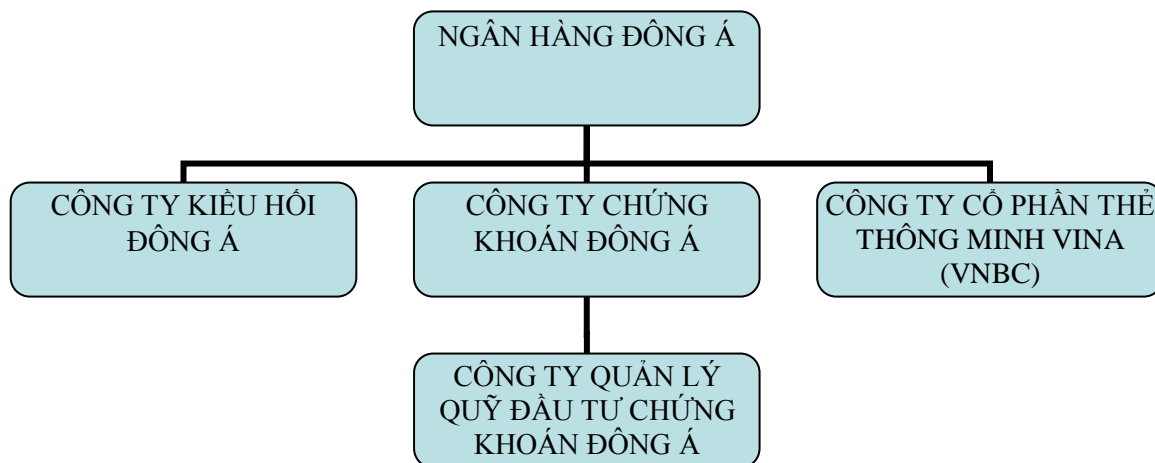 NGÂN HÀNG ĐÔNG Á
CÔNG TY KIỀU HỐI
ĐÔNG Á
CÔNG TY CHỨNG
KHOÁN ĐÔNG Á
CÔNG TY CỔ PHẦN THẺ
THÔNG MINH VINA
(VNBC)
CÔNG TY QUẢN LÝ
QUỸ ĐẦU TƯ CHỨNG
KHOÁN ĐÔNG Á